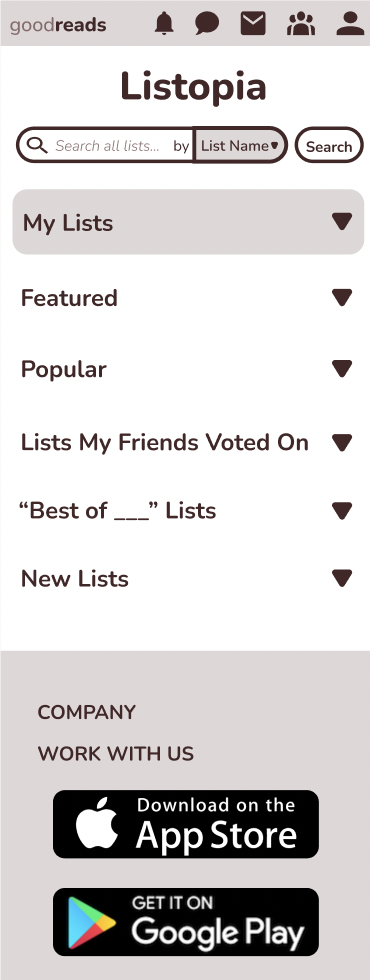 goodreads
Listopia
Search all lists... by List Name Search
My Lists
Featured
Popular
Lists My Friends Voted On
“Best of ___” Lists
New Lists
COMPANY
WORK WITH US
Download on the
App Store
GET IT ON
Google Play